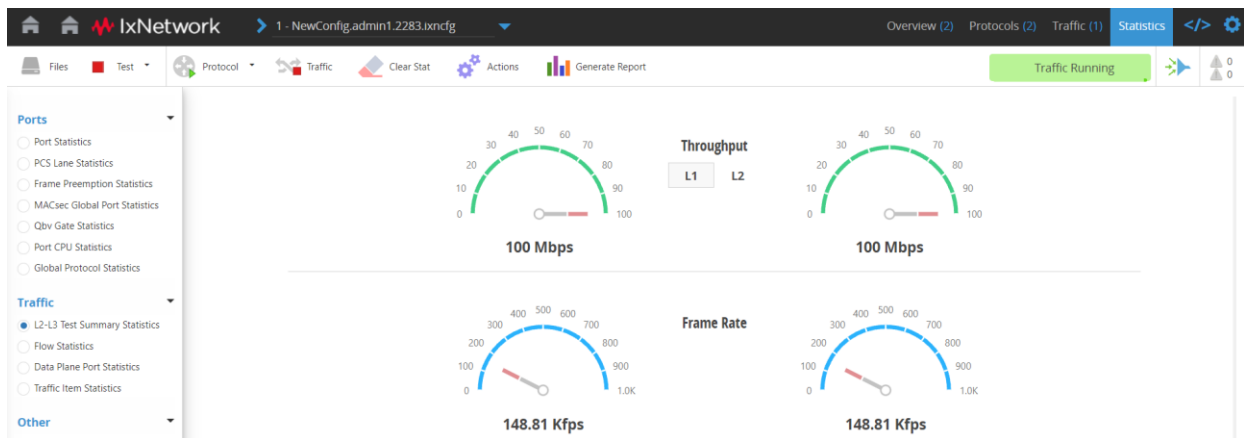 IxNetwork
1 - NewConfig.admin1.2283.ixncfg
Overview (2) Protocols (2) Traffic (1) Statistics </>
Files Test Protocol Traffic Clear Stat Actions Generate Report Traffic Running 0
0
Ports
Port Statistics
PCS Lane Statistics
Frame Preemption Statistics
MACsec Global Port Statistics
Qbv Gate Statistics
Port CPU Statistics
Global Protocol Statistics
Traffic
L2-L3 Test Summary Statistics
Flow Statistics
Data Plane Port Statistics
Traffic Item Statistics
Other
0 10 20 30 40 50 60 70 80 90 100
100 Mbps
Throughput
L1 L2
0 10 20 30 40 50 60 70 80 90 100
100 Mbps
0 100 200 300 400 500 600 700 800 900 1.0K
148.81 Kfps
Frame Rate
0 100 200 300 400 500 600 700 800 900 1.0K
148.81 Kfps